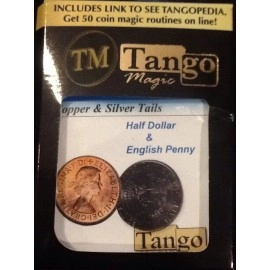 INCLUDES LINK TO SEE TANGOPEDIA.
Get 50 coin magic routines on line!
TM Tango
Magic
opper & Silver Tails
Half Dollar
&
English Penny
Tango